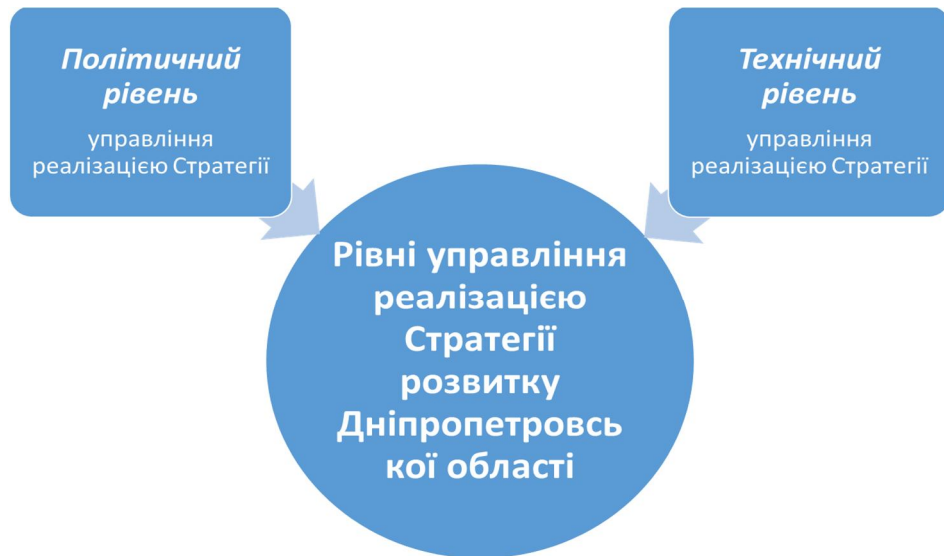 Політичний
рівень
управління
реалізацією Стратегії
Технічний
рівень
управління
реалізацією Стратегії
Рівні управління
реалізацією
Стратегії
розвитку
Дніпропетровсь
кої області